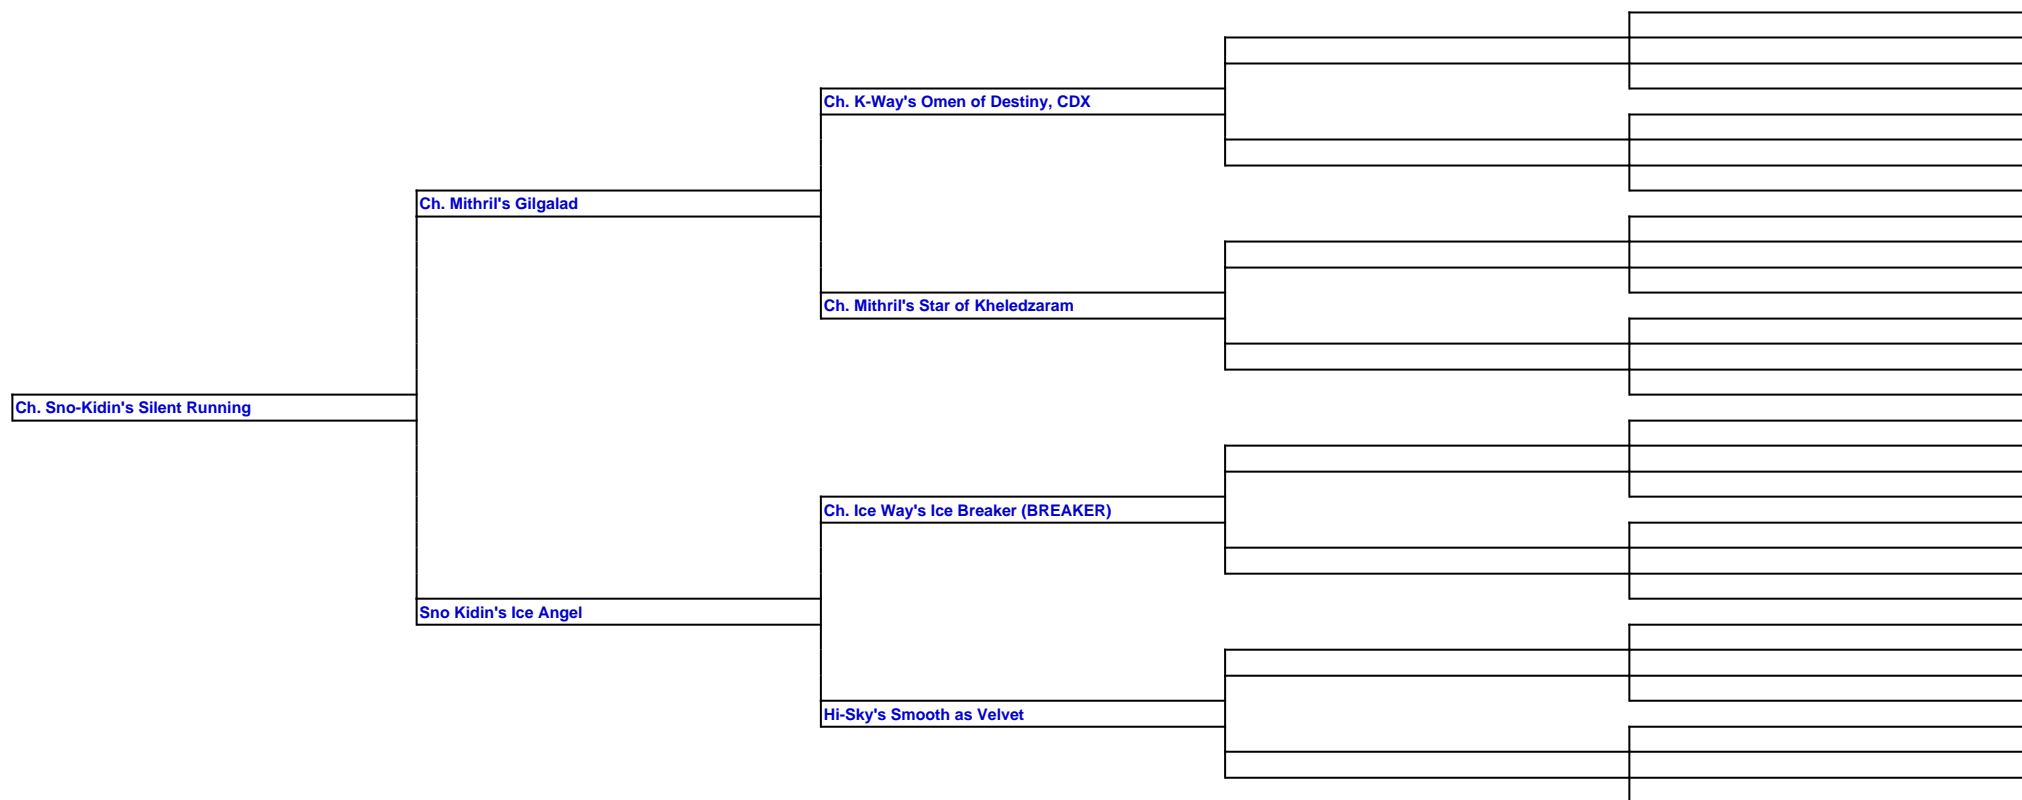 Ch. K-Way's Omen of Destiny, CDX
Ch. Mithril's Gilgalad
Ch. Mithril's Star of Kheledzaram
Ch. Sno-Kidin's Silent Running
Ch. Ice Way's Ice Breaker (BREAKER)
Sno Kidin's Ice Angel
Hi-Sky's Smooth as Velvet